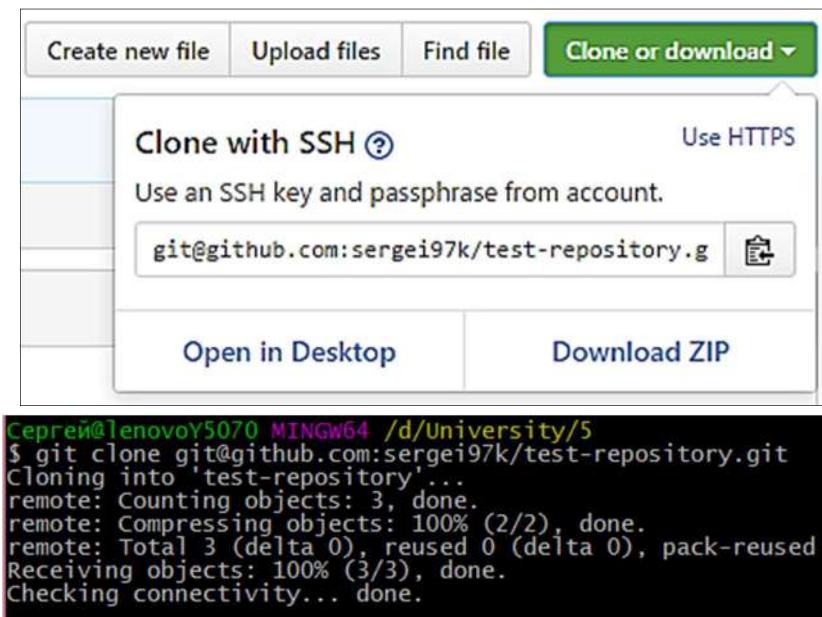 Create new file Upload files Find file Clone or download
Clone with SSH Use HTTPS
Use an SSH key and passphrase from account.
git@github.com:sergei97k/test-repository.g
Open in Desktop Download ZIP
Сергей@lenovoY5070 MINGW64 /d/University/5
$ git clone git@github.com:sergei97k/test-repository.git
Cloning into 'test-repository'...
remote: Counting objects: 3, done.
remote: Compressing objects: 100% (2/2), done.
remote: Total 3 (delta 0), reused 0 (delta 0), pack-reused
Receiving objects: 100% (3/3), done.
Checking connectivity... done.